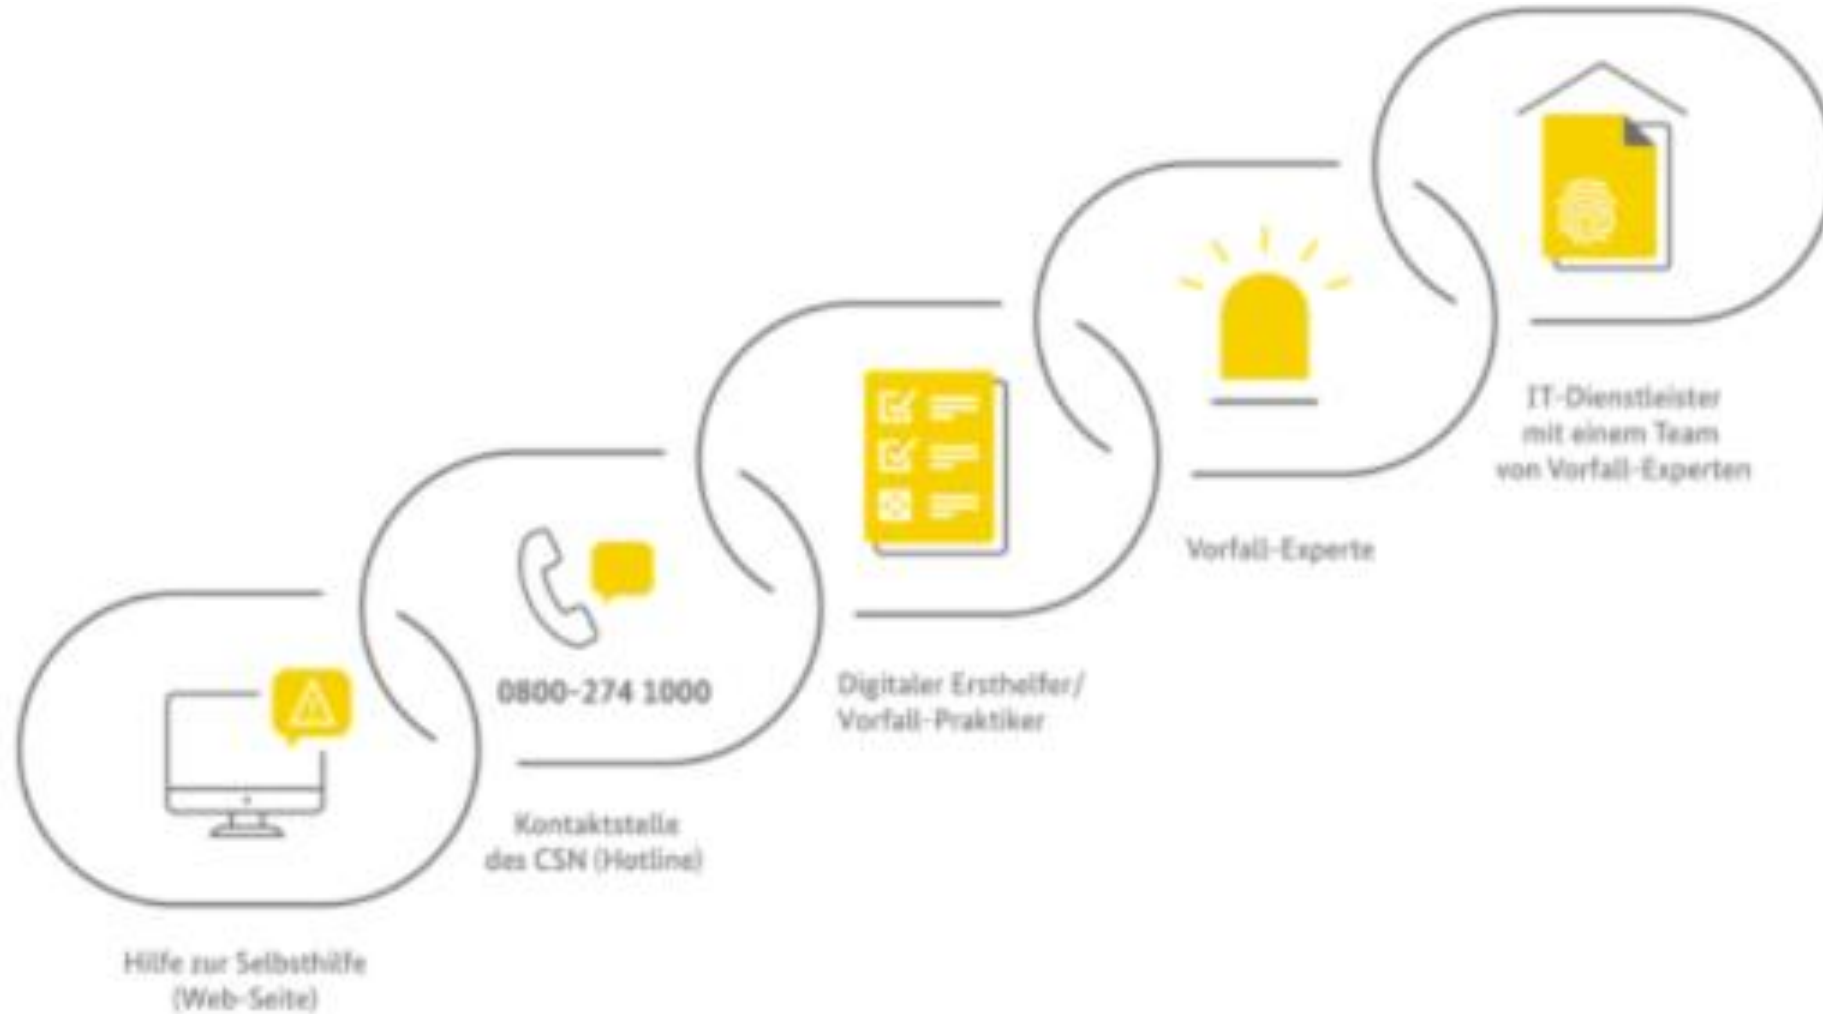 Hilfe zur Selbsthilfe
(Web-Seite)
0800-274 1000
Kontaktstelle
des CSN (Hotline)
Digitaler Ersthelfer/
Vorfall-Praktiker
Vorfall-Experte
IT-Dienstleister
mit einem Team
von Vorfall-Experten